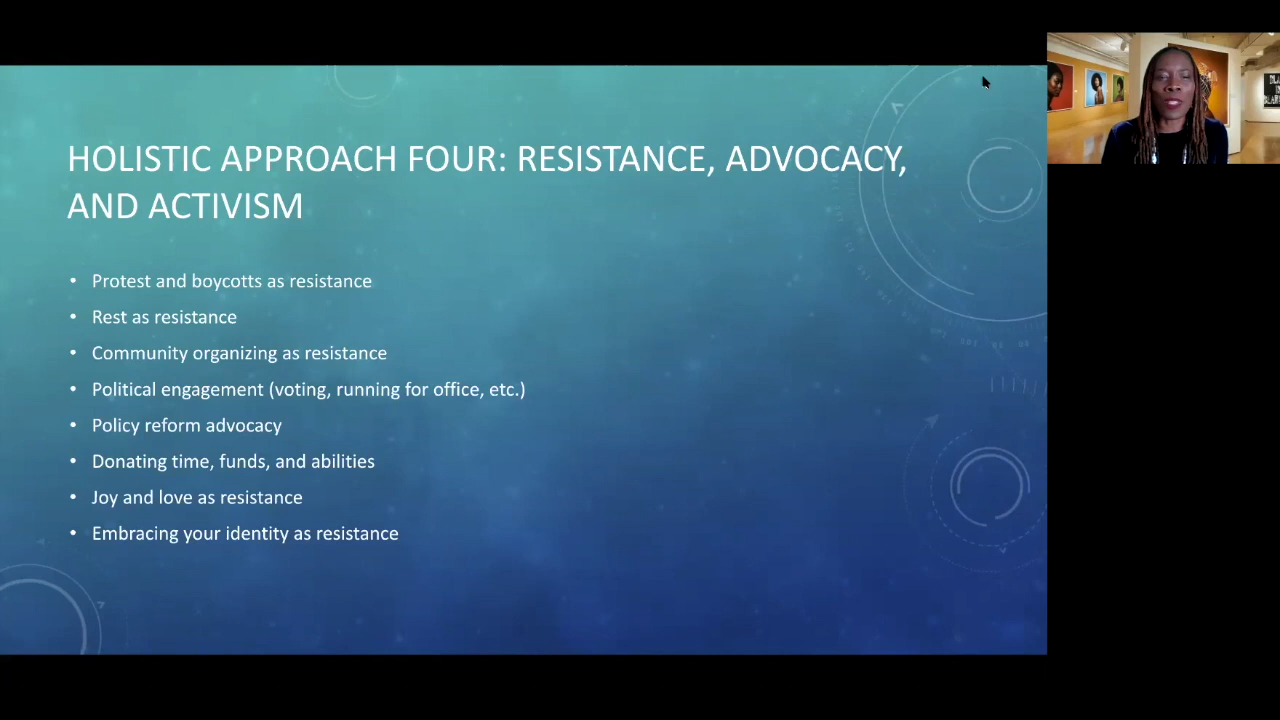 HOLISTIC APPROACH FOUR: RESISTANCE, ADVOCACY,
AND ACTIVISM
• Protest and boycotts as resistance
• Rest as resistance
• Community organizing as resistance
• Political engagement (voting, running for office, etc.)
• Policy reform advocacy
• Donating time, funds, and abilities
• Joy and love as resistance
• Embracing your identity as resistance